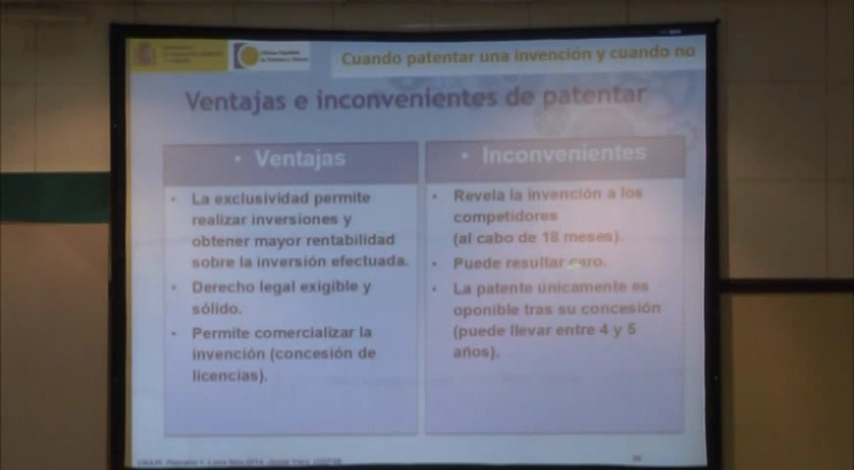 Cuando patentar una invención y cuando no
Ventajas e inconvenientes de patentar
• Ventajas
• La exclusividad permite
realizar inversiones y
obtener mayor rentabilidad
sobre la inversión efectuada.
• Derecho legal exigible y
sólido.
• Permite comercializar la
invención (concesión de
licencias).
• Inconvenientes
• Revela la invención a los
competidores
(al cabo de 18 meses).
• Puede resultar caro.
• La patente únicamente es
oponible tras su concesión
(puede llevar entre 4 y 5
años).